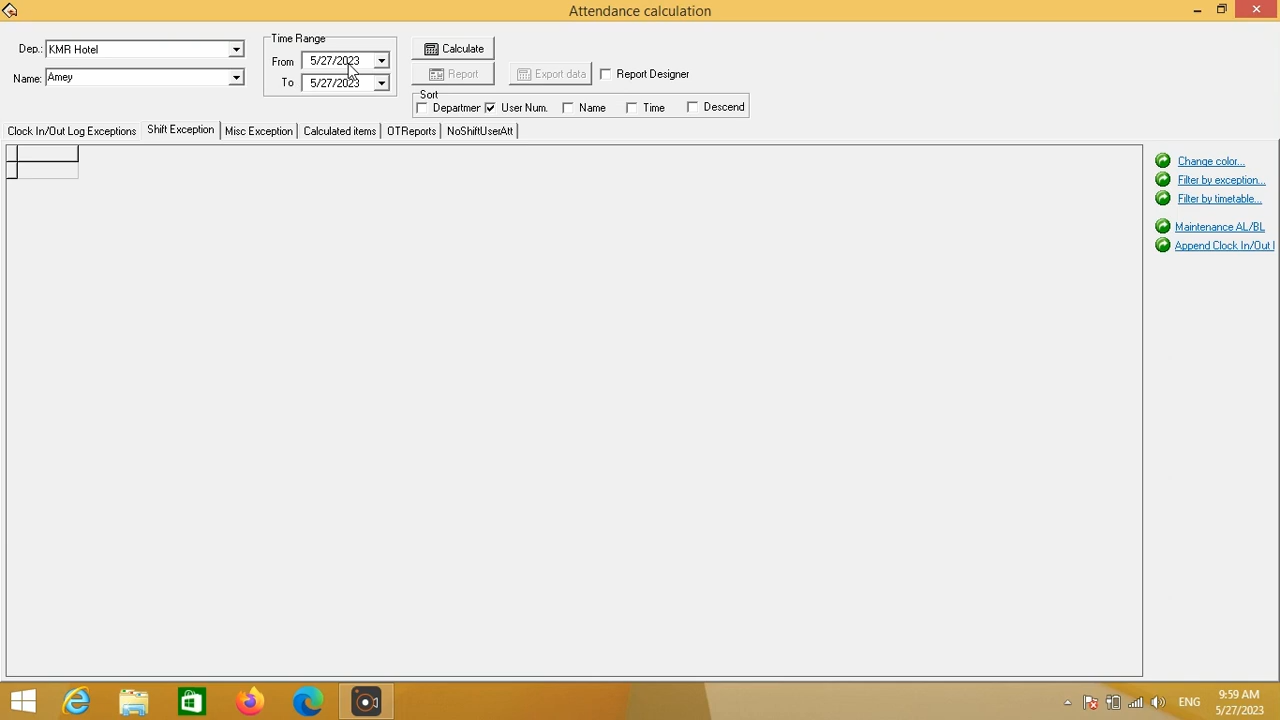 Attendance calculation
Dep.: KMR Hotel
Name: Amey
Time Range
From 5/27/2023
To 5/27/2023
Calculate
Report
Export data
Report Designer
Sort
Departmer
User Num.
Name
Time
Descend
Clock In/Out Log Exceptions
Shift Exception
Misc Exception
Calculated items
OTReports
NoShiftUserAtt
Change color...
Filter by exception...
Filter by timetable...
Maintenance AL/BL
Append Clock In/Out l
ENG
9:59 AM
5/27/2023